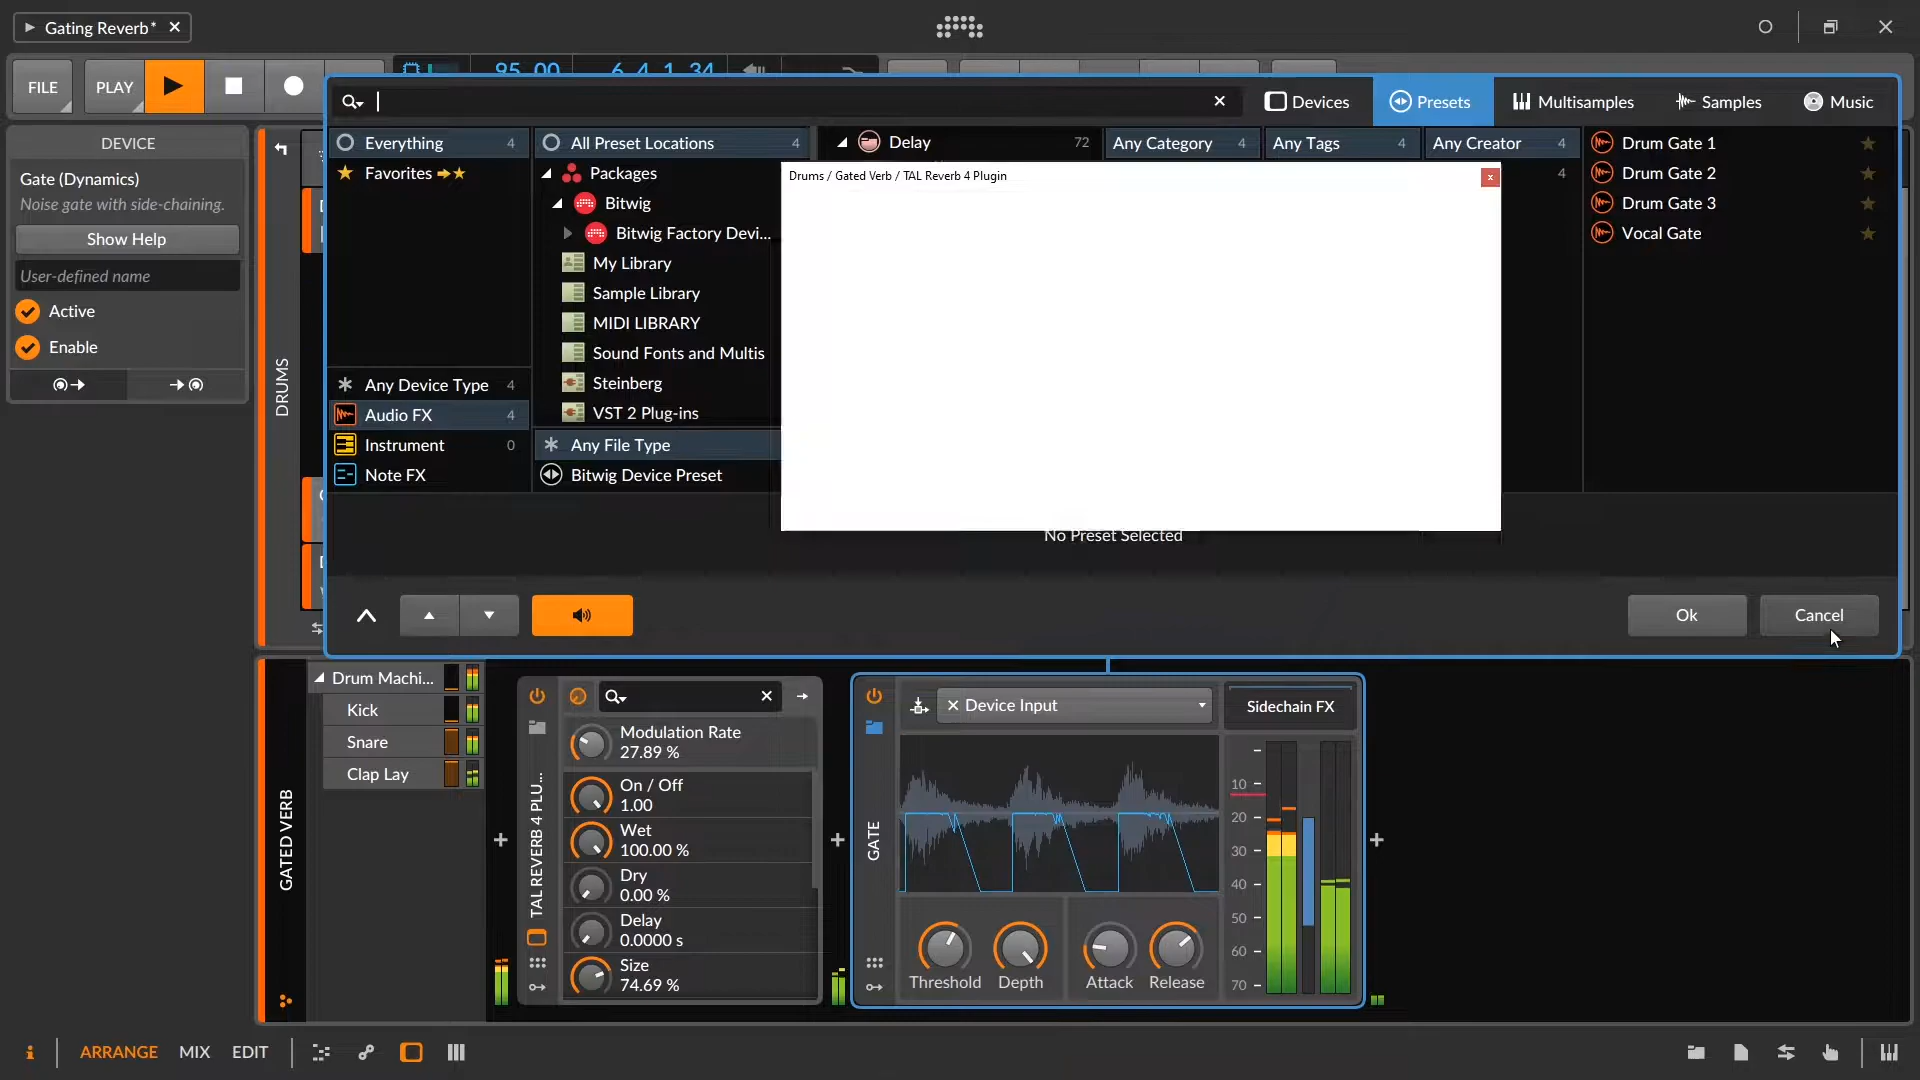 Gating Reverb*
FILE
PLAY
95.00
6.4.1.34
Devices
Presets
Multisamples
Samples
Music
DEVICE
Gate (Dynamics)
Noise gate with side-chaining.
Show Help
User-defined name
Active
Enable
DRUMS
Everything 4
Favorites
Any Device Type 4
Audio FX 4
Instrument 0
Note FX
All Preset Locations 4
Packages
Bitwig
Bitwig Factory Devi...
My Library
Sample Library
MIDI LIBRARY
Sound Fonts and Multis
Steinberg
VST 2 Plug-ins
Any File Type
Bitwig Device Preset
Delay 72
Any Category 4
Any Tags 4
Any Creator 4
4
Drums / Gated Verb / TAL Reverb 4 Plugin
Drum Gate 1
Drum Gate 2
Drum Gate 3
Vocal Gate
No Preset Selected
Ok
Cancel
GATED VERB
Drum Machi...
Kick
Snare
Clap Lay
TAL REVERB 4 PLU...
Modulation Rate
27.89 %
On / Off
1.00
Wet
100.00 %
Dry
0.00 %
Delay
0.0000 s
Size
74.69 %
GATE
Device Input
Sidechain FX
Threshold
Depth
Attack
Release
10
20
30
40
50
60
70
ARRANGE
MIX
EDIT